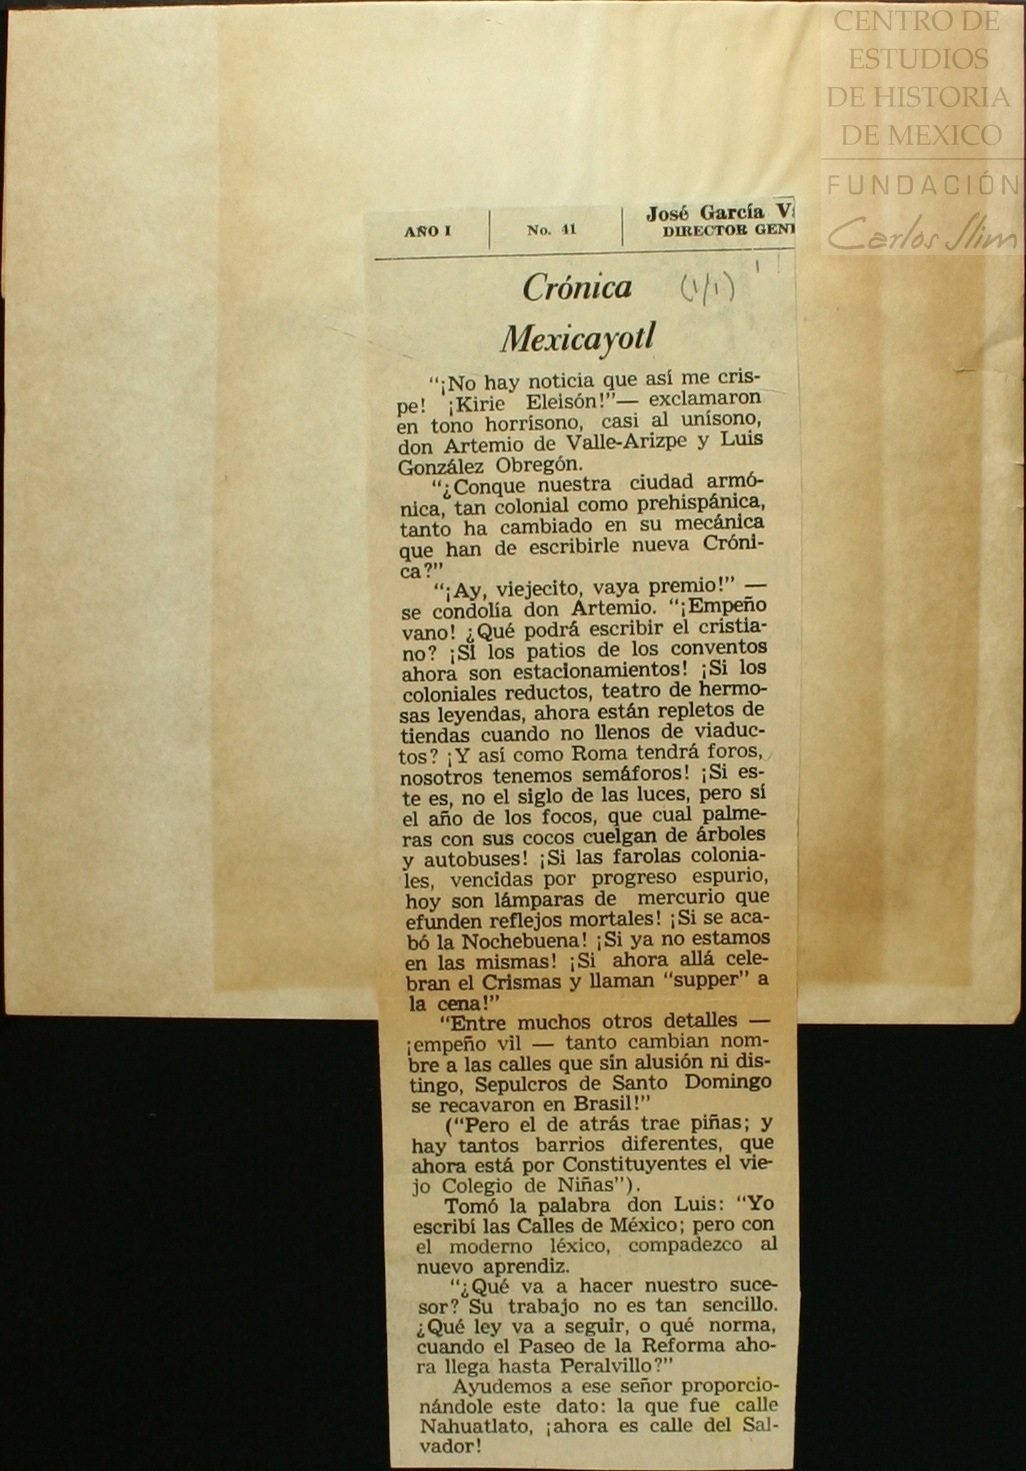 CENTRO DE
ESTUDIOS
DE HISTORIA
DE MEXICO
FUNDACIÓN
Carlos Slim
AÑO I
No. 41
José García V
DIRECTOR GEN
Crónica (1/1)
Mexicayotl
"¡No hay noticia que así me cris-
pe! ¡Kirie Eleisón!"— exclamaron
en tono horrísono, casi al unísono,
don Artemio de Valle-Arizpe y Luis
González Obregón.
"¿Conque nuestra ciudad armó-
nica, tan colonial como prehispánica,
tanto ha cambiado en su mecánica
que han de escribirle nueva Cróni-
ca?"
"¡Ay, viejecito, vaya premio!" —
se condolía don Artemio. "¡Empeño
vano! ¿Qué podrá escribir el cristia-
no? ¡Si los patios de los conventos
ahora son estacionamientos! ¡Si los
coloniales reductos, teatro de hermo-
sas leyendas, ahora están repletos de
tiendas cuando no llenos de viaduc-
tos? ¡Y así como Roma tendrá foros,
nosotros tenemos semáforos! ¡Si es-
te es, no el siglo de las luces, pero sí
el año de los focos, que cual palme-
ras con sus cocos cuelgan de árboles
y autobuses! ¡Si las farolas colonia-
les, vencidas por progreso espurio,
hoy son lámparas de mercurio que
efunden reflejos mortales! ¡Si se aca-
bó la Nochebuena! ¡Si ya no estamos
en las mismas! ¡Si ahora allá cele-
bran el Crismas y llaman "supper" a
la cena!"
"Entre muchos otros detalles —
¡empeño vil — tanto cambian nom-
bre a las calles que sin alusión ni dis-
tingo, Sepulcros de Santo Domingo
se recavaron en Brasil!"
("Pero el de atrás trae piñas; y
hay tantos barrios diferentes, que
ahora está por Constituyentes el vie-
jo Colegio de Niñas").
Tomó la palabra don Luis: "Yo
escribí las Calles de México; pero con
el moderno léxico, compadezco al
nuevo aprendiz.
"¿Qué va a hacer nuestro suce-
sor? Su trabajo no es tan sencillo.
¿Qué ley va a seguir, o qué norma,
cuando el Paseo de la Reforma aho-
ra llega hasta Peralvillo?"
Ayudemos a ese señor proporcio-
nándole este dato: la que fue calle
Nahuatlato, ¡ahora es calle del Sal-
vador!